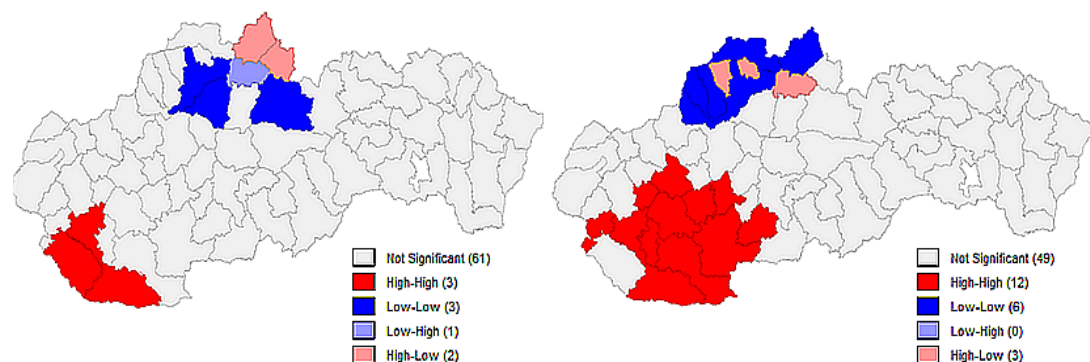 Not Significant (61)
High-High (3)
Low-Low (3)
Low-High (1)
High-Low (2)
Not Significant (49)
High-High (12)
Low-Low (6)
Low-High (0)
High-Low (3)